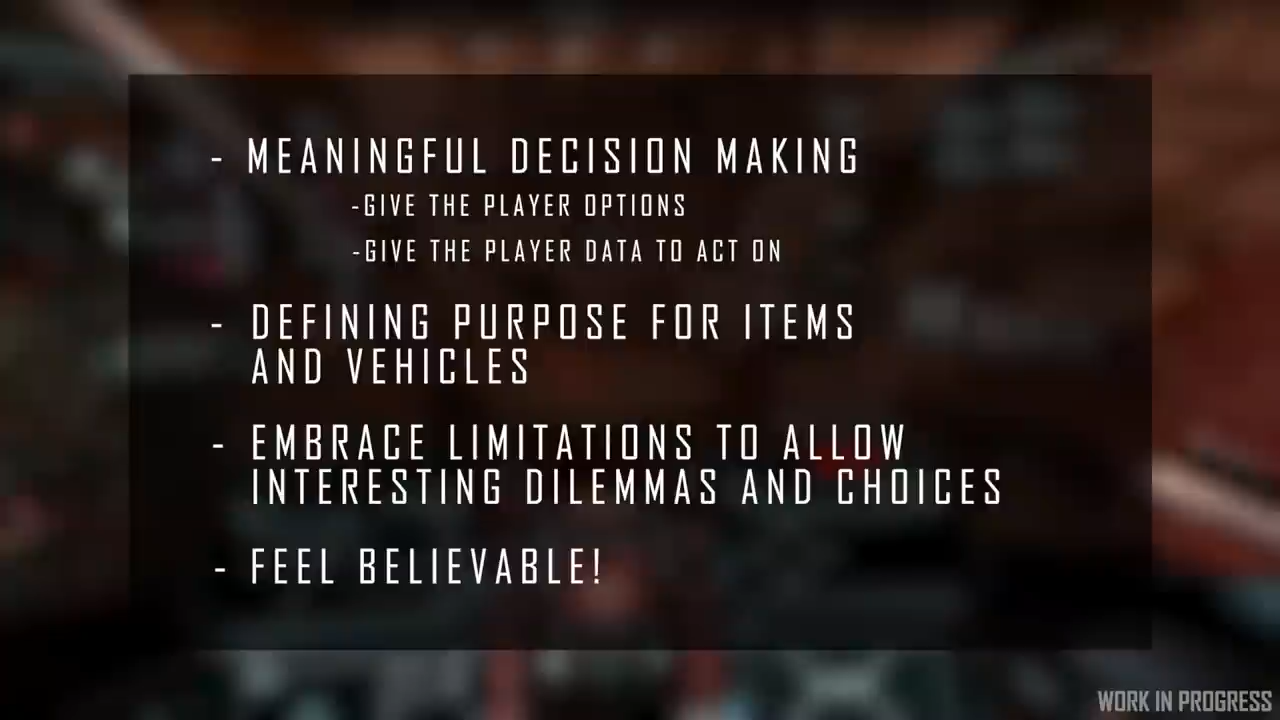 - MEANINGFUL DECISION MAKING
-GIVE THE PLAYER OPTIONS
-GIVE THE PLAYER DATA TO ACT ON
- DEFINING PURPOSE FOR ITEMS
AND VEHICLES
- EMBRACE LIMITATIONS TO ALLOW
INTERESTING DILEMMAS AND CHOICES
- FEEL BELIEVABLE!
WORK IN PROGRESS